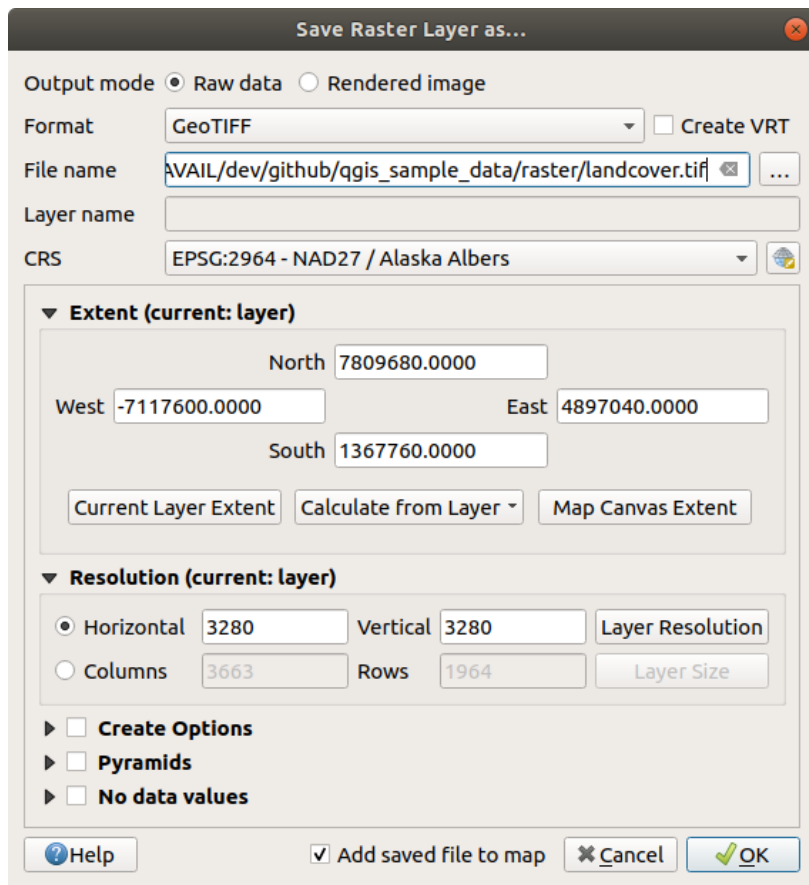 Save Raster Layer as...
Output mode Raw data Rendered image
Format GeoTIFF Create VRT
File name AVAIL/dev/github/qgis_sample_data/raster/landcover.tif ...
Layer name
CRS EPSG:2964 - NAD27 / Alaska Albers
Extent (current: layer)
North 7809680.0000
West -7117600.0000 East 4897040.0000
South 1367760.0000
Current Layer Extent Calculate from Layer Map Canvas Extent
Resolution (current: layer)
Horizontal 3280 Vertical 3280 Layer Resolution
Columns 3663 Rows 1964 Layer Size
Create Options
Pyramids
No data values
Help Add saved file to map Cancel OK